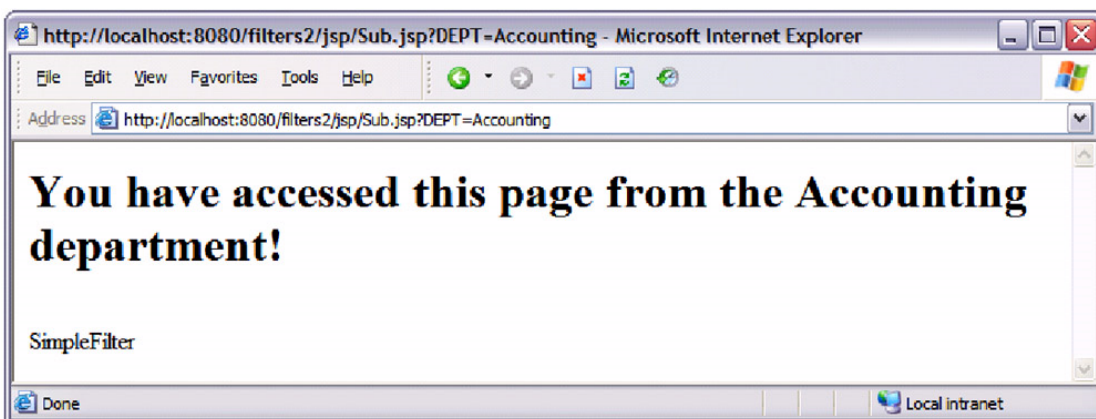 http://localhost:8080/filters2/jsp/Sub.jsp?DEPT=Accounting - Microsoft Internet Explorer
File Edit View Favorites Tools Help
Address http://localhost:8080/filters2/jsp/Sub.jsp?DEPT=Accounting
You have accessed this page from the Accounting
department!
SimpleFilter
Done Local intranet